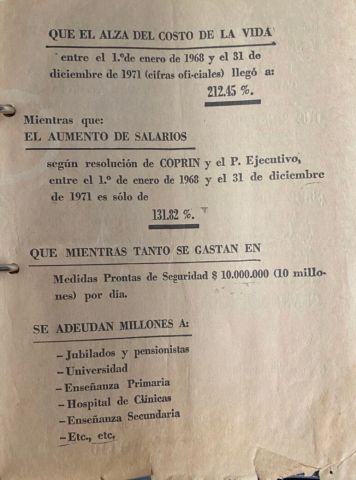 QUE EL ALZA DEL COSTO DE LA VIDA
entre el 1.º de enero de 1968 y el 31 de
diciembre de 1971 (cifras ofi-ciales) llegó a:
212.45 %.
Mientras que:
EL AUMENTO DE SALARIOS
según resolución de COPRIN y el P. Ejecutivo,
entre el 1.º de enero de 1968 y el 31 de diciembre
de 1971 es sólo de
131.82 %.
QUE MIENTRAS TANTO SE GASTAN EN
Medidas Prontas de Seguridad $ 10.000.000 (10 millo-
nes) por día.
SE ADEUDAN MILLONES A:
– Jubilados y pensionistas
– Universidad
– Enseñanza Primaria
– Hospital de Clínicas
– Enseñanza Secundaria
– Etc., etc.